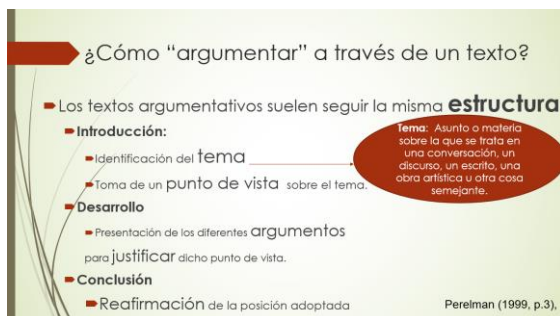 ¿Cómo “argumentar” a través de un texto?
Los textos argumentativos suelen seguir la misma estructura
Introducción:
Identificación del tema
Toma de un punto de vista sobre el tema.
Tema: Asunto o materia
sobre la que se trata en
una conversación, un
discurso, un escrito, una
obra artística u otra cosa
semejante.
Desarrollo
Presentación de los diferentes argumentos
para justificar dicho punto de vista.
Conclusión
Reafirmación de la posición adoptada
Perelman (1999, p.3),